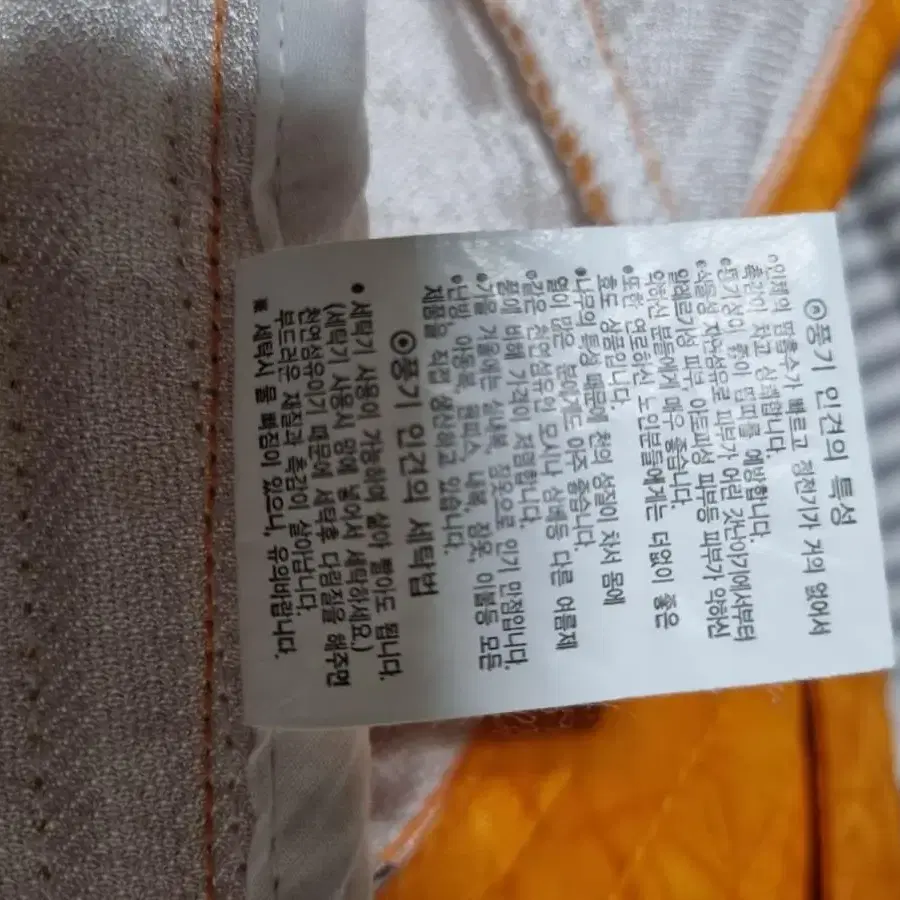 ◉풍기 인견의 특성
•인체의 땀흡수가 빠르고 정전기가 거의 없어서
촉감이 차고 상쾌합니다.
•통기성이 좋아 땀띠를 예방합니다.
•식물성 자연섬유로 피부가 여린 갓난아기에서부터
알레르기성 피부 아토피성 피부등 피부가 약하신
약하신 분들에게 매우 좋습니다.
•또한 연로하신 노인분들에게는 더없이 좋은
효도 상품입니다.
•나무의 특성 때문에 천의 성질이 차서 몸에
열이 많은 분에게도 아주 좋습니다.
•같은 천연섬유인 모시나 삼베등 다른 여름제
품에 비해 가격이 저렴합니다.
•겨울에는 실내복, 잠옷으로 인기 만점입니다.
•난방, 아동복, 원피스, 내복, 잠옷, 이불등 모든
제품을 직접 생산하고 있습니다.
◉풍기 인견의 세탁법
• 세탁기 사용이 가능하며 삶아 빨아도 됩니다.
(세탁기 사용시 망에 넣어서 세탁하세요.)
천연섬유이기 때문에 세탁후 다림질을 해주면
부드러운 재질과 촉감이 살아납니다.
※ 세탁시 물 빠짐이 있으니, 유의바랍니다.